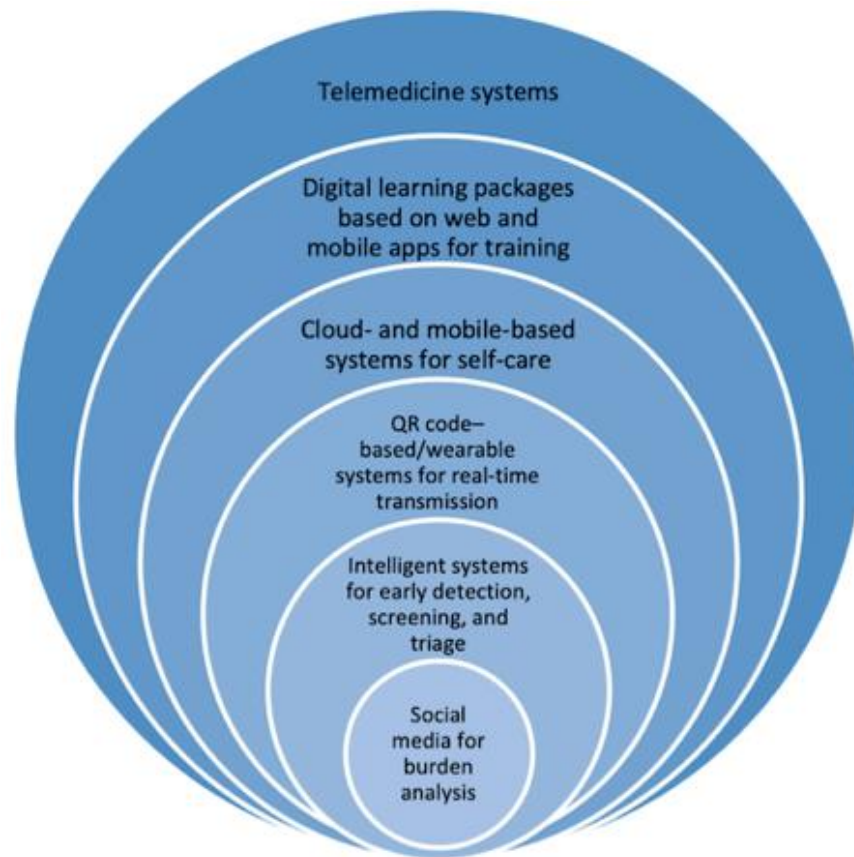 Telemedicine systems
Digital learning packages
based on web and
mobile apps for training
Cloud- and mobile-based
systems for self-care
QR code–
based/wearable
systems for real-time
transmission
Intelligent systems
for early detection,
screening, and
triage
Social
media for
burden
analysis